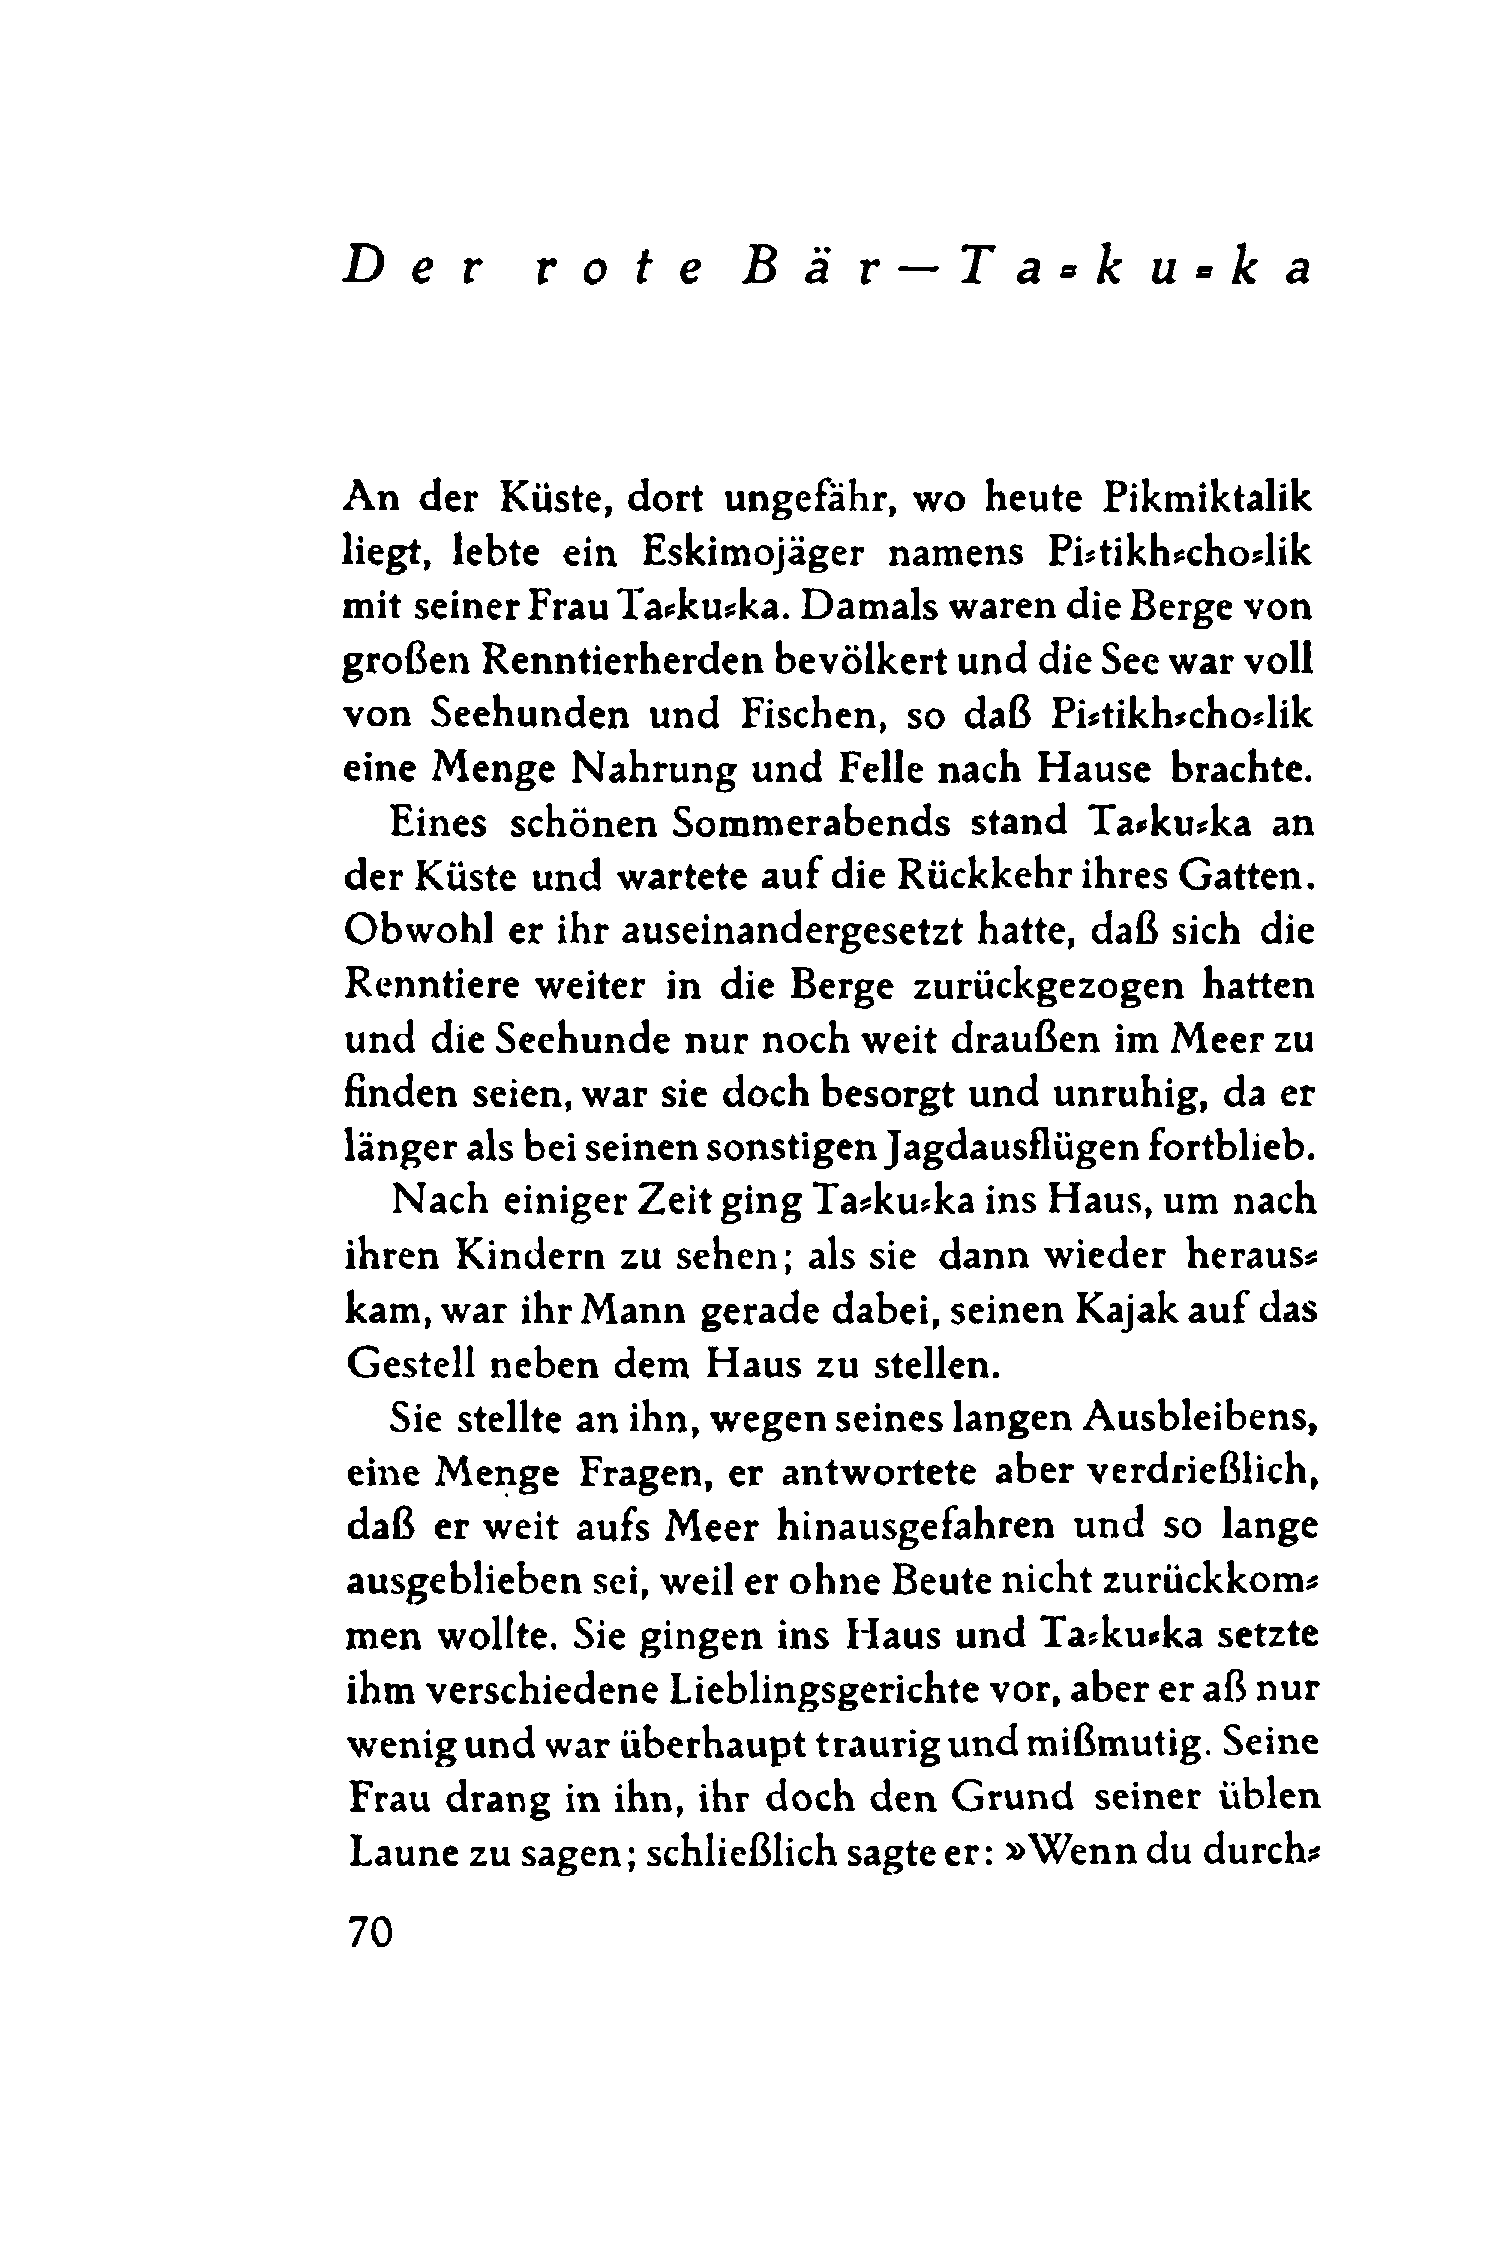 Der rote Bär — Ta-ku-ka
An der Küste, dort ungefähr, wo heute Pikmiktalik
liegt, lebte ein Eskimojäger namens Pi-tikh-cho-lik
mit seiner Frau Ta-ku-ka. Damals waren die Berge von
großen Renntierherden bevölkert und die See war voll
von Seehunden und Fischen, so daß Pi-tikh-cho-lik
eine Menge Nahrung und Felle nach Hause brachte.
Eines schönen Sommerabends stand Ta-ku-ka an
der Küste und wartete auf die Rückkehr ihres Gatten.
Obwohl er ihr auseinandergesetzt hatte, daß sich die
Renntiere weiter in die Berge zurückgezogen hatten
und die Seehunde nur noch weit draußen im Meer zu
finden seien, war sie doch besorgt und unruhig, da er
länger als bei seinen sonstigen Jagdausflügen fortblieb.
Nach einiger Zeit ging Ta-ku-ka ins Haus, um nach
ihren Kindern zu sehen; als sie dann wieder heraus-
kam, war ihr Mann gerade dabei, seinen Kajak auf das
Gestell neben dem Haus zu stellen.
Sie stellte an ihn, wegen seines langen Ausbleibens,
eine Menge Fragen, er antwortete aber verdrießlich,
daß er weit aufs Meer hinausgefahren und so lange
ausgeblieben sei, weil er ohne Beute nicht zurückkom-
men wollte. Sie gingen ins Haus und Ta-ku-ka setzte
ihm verschiedene Lieblingsgerichte vor, aber er aß nur
wenig und war überhaupt traurig und mißmutig. Seine
Frau drang in ihn, ihr doch den Grund seiner üblen
Laune zu sagen; schließlich sagte er: »Wenn du durch-
70